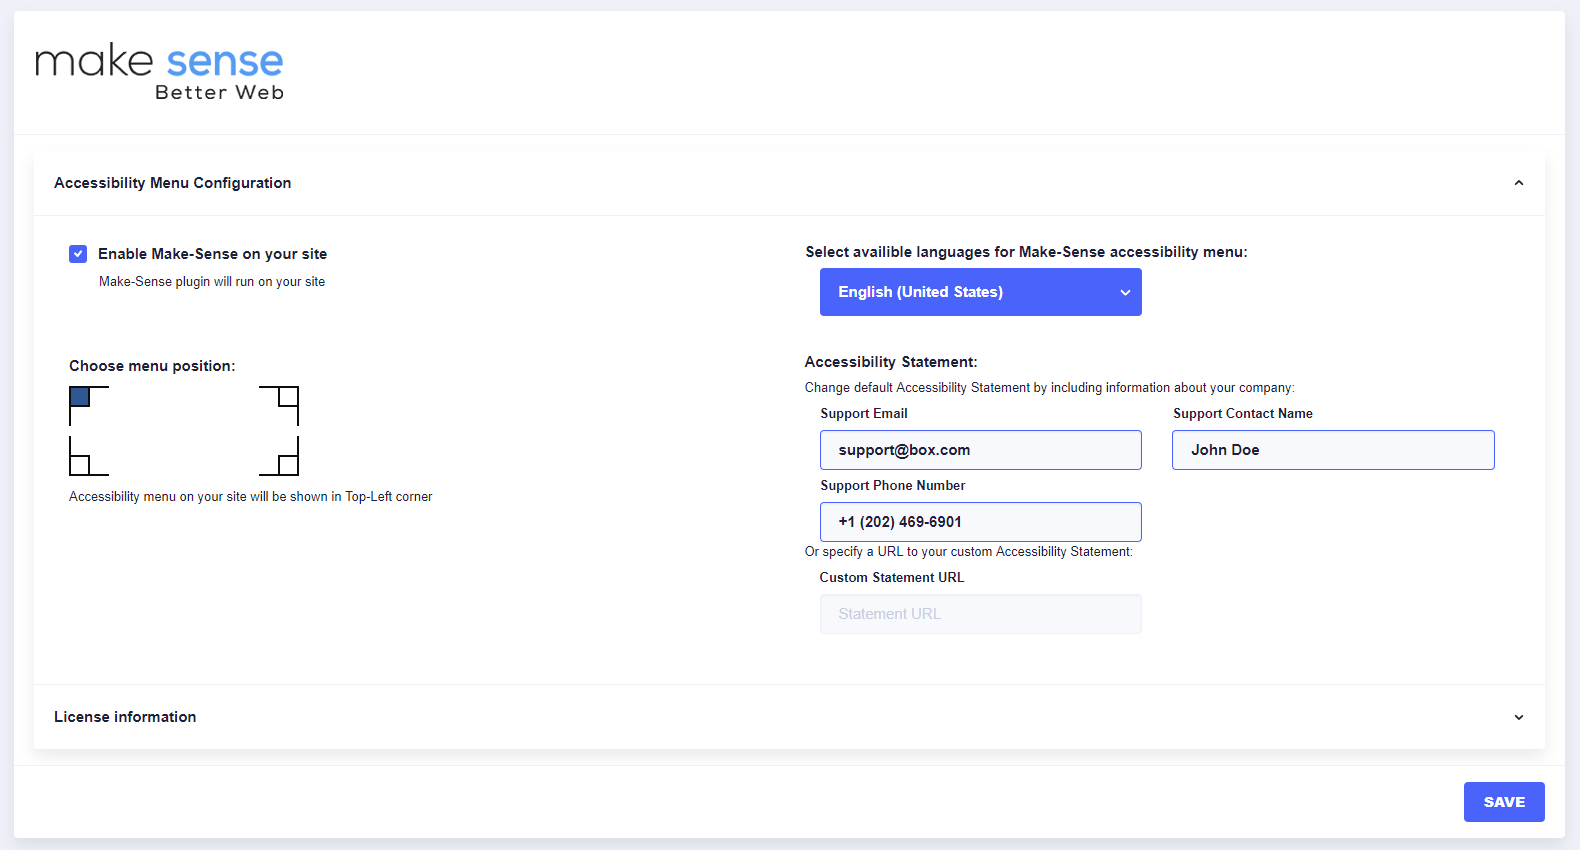 make sense
Better Web
Accessibility Menu Configuration
Enable Make-Sense on your site
Make-Sense plugin will run on your site
Select availible languages for Make-Sense accessibility menu:
English (United States)
Choose menu position:
Accessibility menu on your site will be shown in Top-Left corner
Accessibility Statement:
Change default Accessibility Statement by including information about your company:
Support Email
Support Contact Name
support@box.com
John Doe
Support Phone Number
+1 (202) 469-6901
Or specify a URL to your custom Accessibility Statement:
Custom Statement URL
Statement URL
License information
SAVE